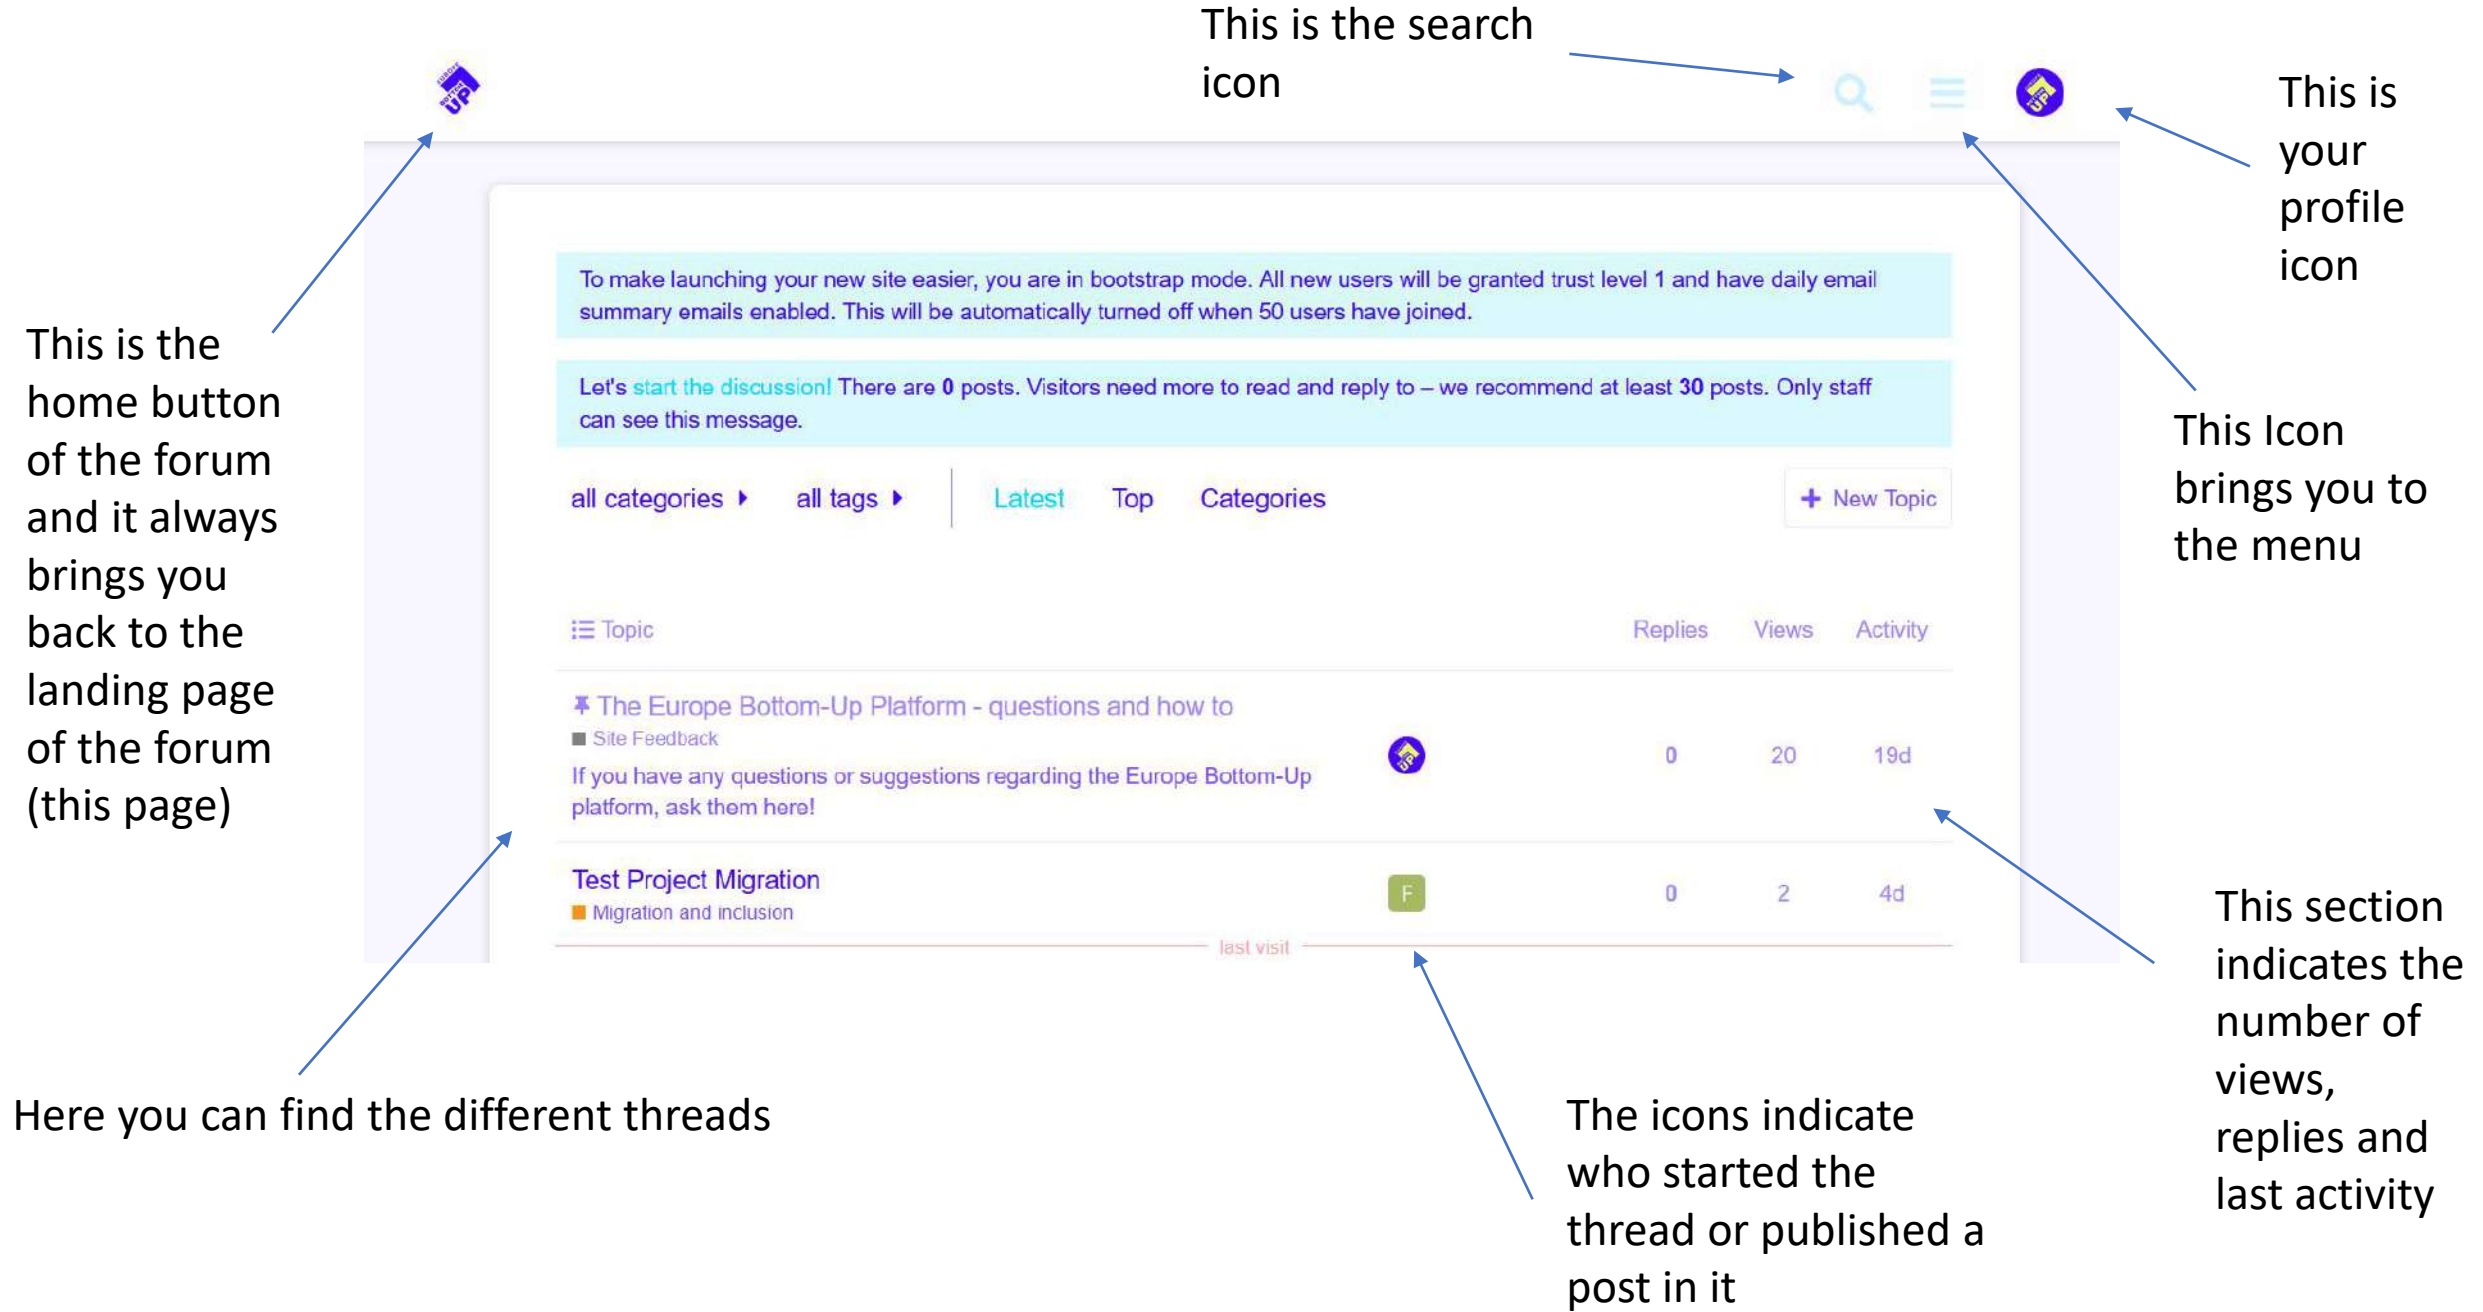 This is the search
icon
EUROPE
BOTTOM
UP
This is
your
profile
icon
This is the
home button
of the forum
and it always
brings you
back to the
landing page
of the forum
(this page)
To make launching your new site easier, you are in bootstrap mode. All new users will be granted trust level 1 and have daily email
summary emails enabled. This will be automatically turned off when 50 users have joined.
Let's start the discussion! There are 0 posts. Visitors need more to read and reply to – we recommend at least 30 posts. Only staff
can see this message.
This Icon
brings you to
the menu
all categories all tags Latest Top Categories + New Topic
Topic Replies Views Activity
The Europe Bottom-Up Platform - questions and how to
Site Feedback
If you have any questions or suggestions regarding the Europe Bottom-Up
platform, ask them here!
UP
0 20 19d
Test Project Migration
Migration and inclusion
F 0 2 4d
last visit
This section
indicates the
number of
views,
replies and
last activity
Here you can find the different threads
The icons indicate
who started the
thread or published a
post in it